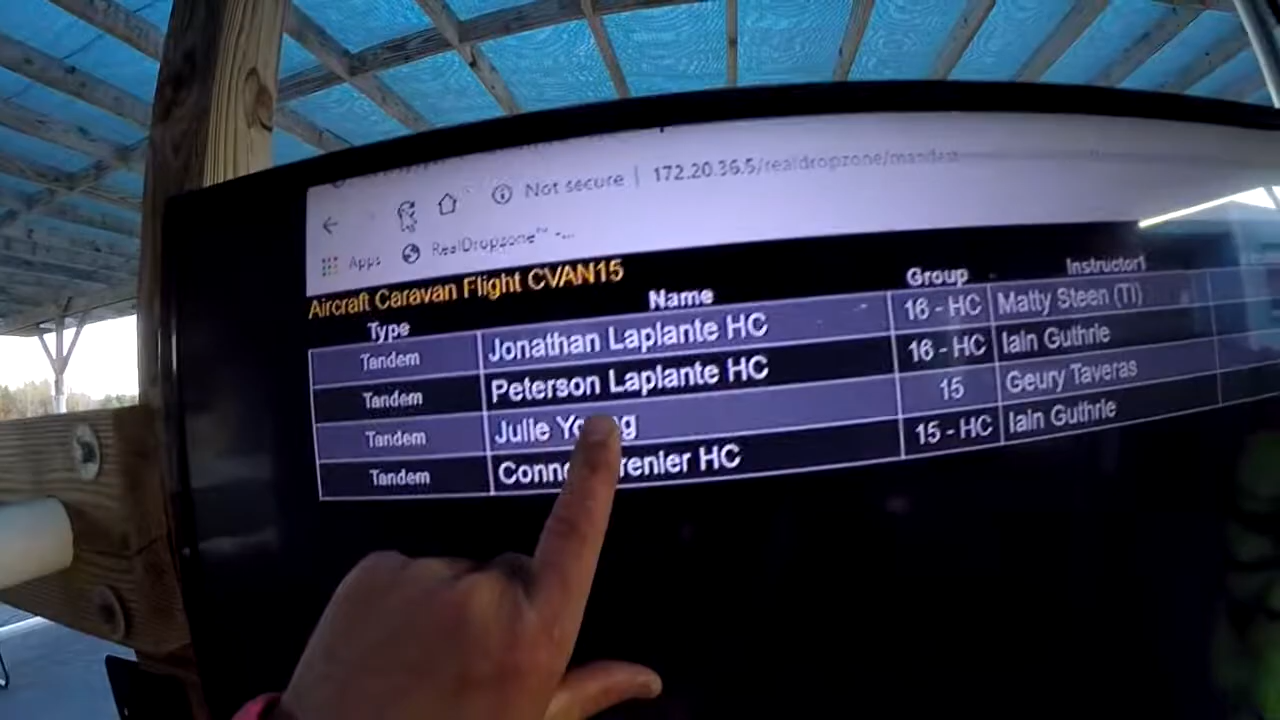 Not secure | 172.20.36.5/realdropzone/manifest
Apps RealDropzone™ -...
Aircraft Caravan Flight CVAN15
Type Name Group Instructor1
Tandem Jonathan Laplante HC 16 - HC Matty Steen (TI)
Tandem Peterson Laplante HC 16 - HC Iain Guthrie
Tandem Julie 15 Geury Taveras
Tandem HC 15 - HC Iain Guthrie